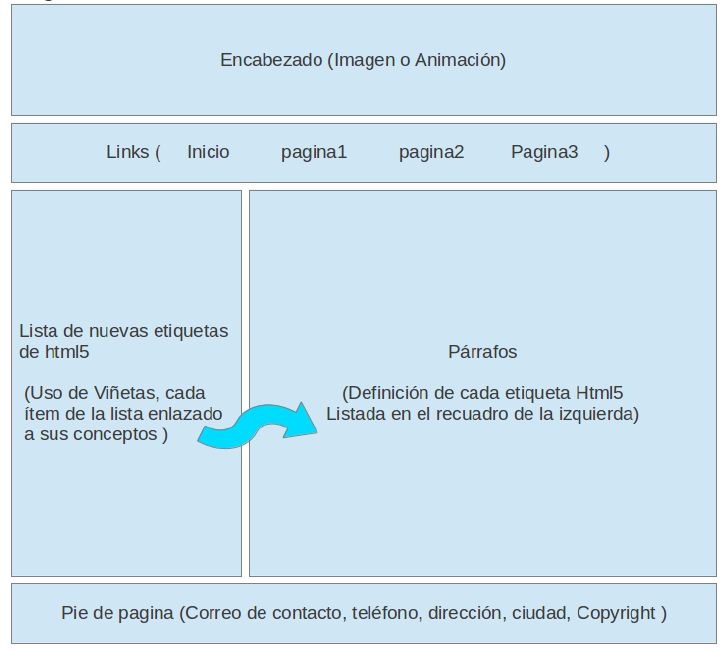 Encabezado (Imagen o Animación)
Links ( Inicio pagina1 pagina2 Pagina3 )
Lista de nuevas etiquetas
de html5
(Uso de Viñetas, cada
ítem de la lista enlazado
a sus conceptos )
Párrafos
(Definición de cada etiqueta Html5
Listada en el recuadro de la izquierda)
Pie de pagina (Correo de contacto, teléfono, dirección, ciudad, Copyright )